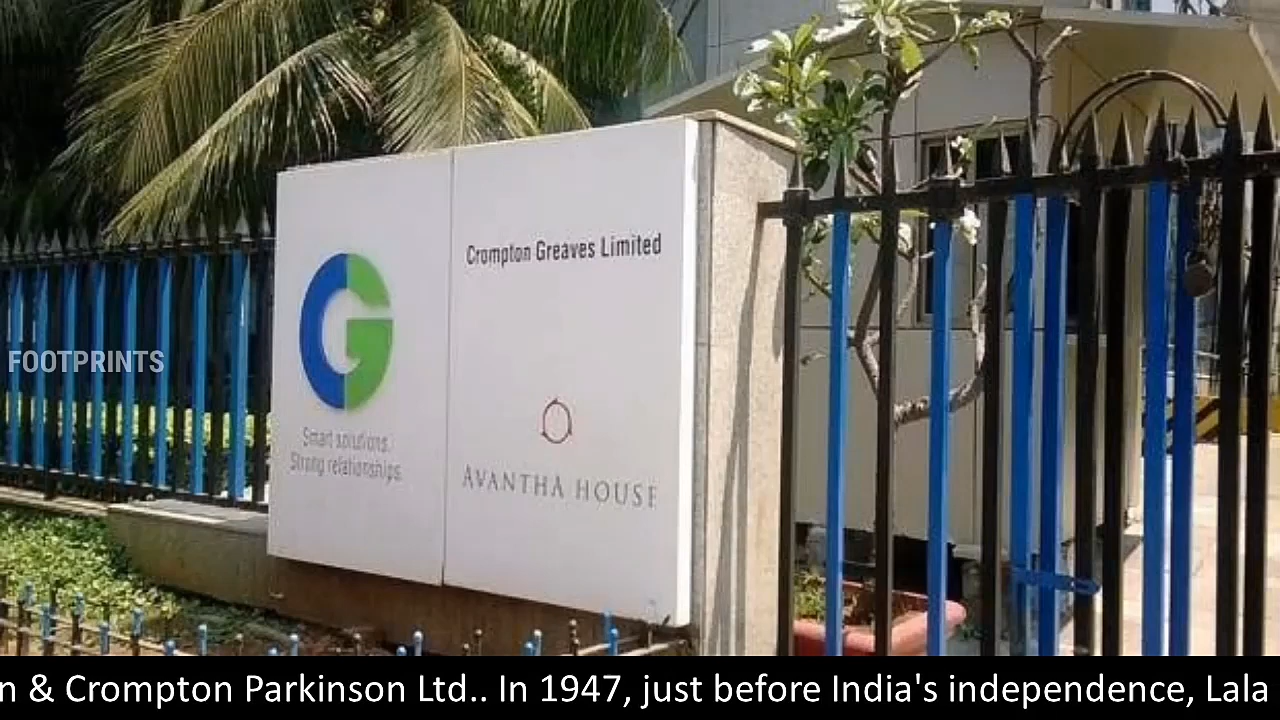 Crompton Greaves Limited
FOOTPRINTS
Smart solutions.
Strong relationships.
AVANTHA HOUSE
n & Crompton Parkinson Ltd.. In 1947, just before India's independence, Lala